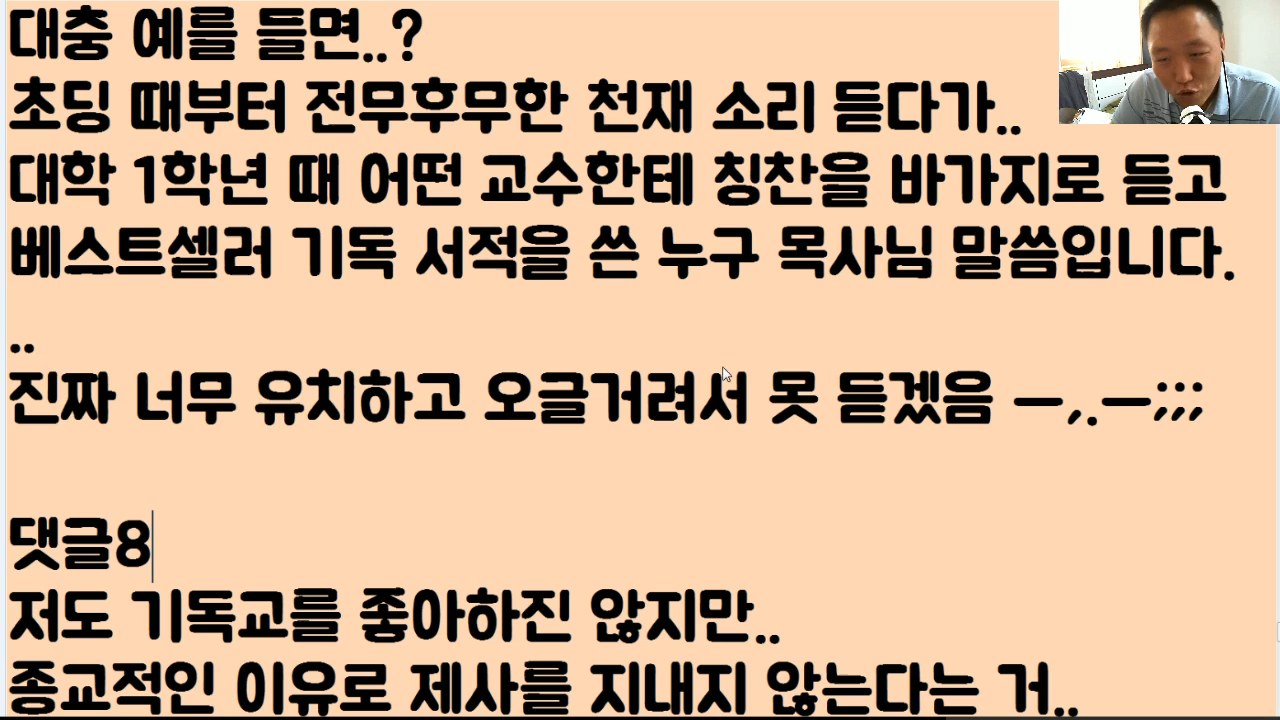 대충 예를 들면..?
초딩 때부터 전무후무한 천재 소리 듣다가..
대학 1학년 때 어떤 교수한테 칭찬을 바가지로 듣고
베스트셀러 기독 서적을 쓴 누구 목사님 말씀입니다.
..
진짜 너무 유치하고 오글거려서 못 듣겠음 ㅡ,.ㅡ;;;
댓글8
저도 기독교를 좋아하진 않지만..
종교적인 이유로 제사를 지내지 않는다는 거..